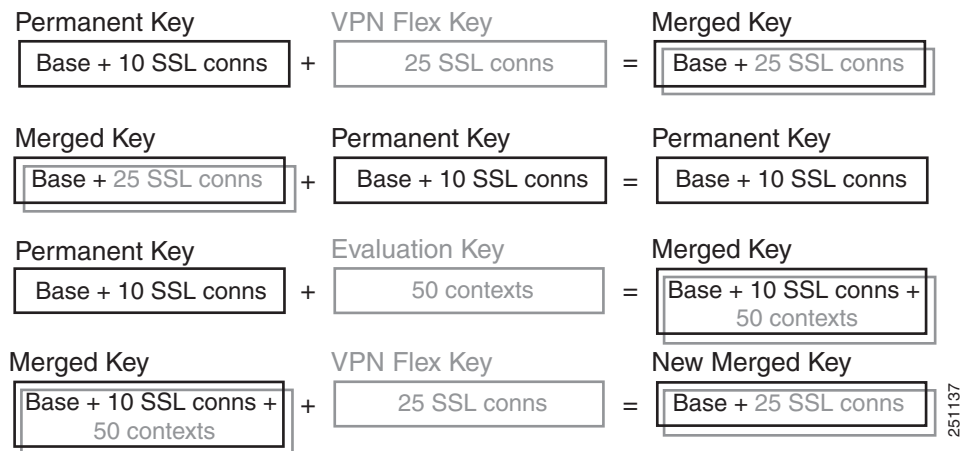 Permanent Key VPN Flex Key Merged Key
Base + 10 SSL conns + 25 SSL conns = Base + 25 SSL conns
Merged Key Permanent Key Permanent Key
Base + 25 SSL conns + Base + 10 SSL conns = Base + 10 SSL conns
Permanent Key Evaluation Key Merged Key
Base + 10 SSL conns + 50 contexts = Base + 10 SSL conns +
50 contexts
Merged Key VPN Flex Key New Merged Key
Base + 10 SSL conns + + 25 SSL conns = Base + 25 SSL conns
50 contexts
251137